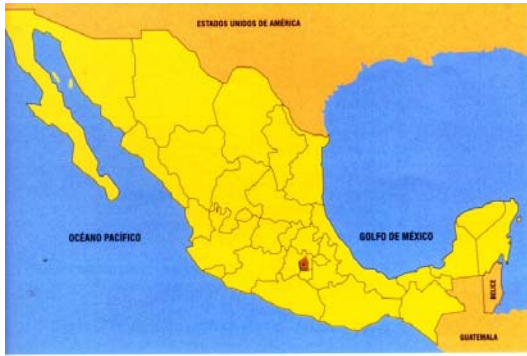 ESTADOS UNIDOS DE AMÉRICA
OCÉANO PACÍFICO
GOLFO DE MÉXICO
BELICE
GUATEMALA